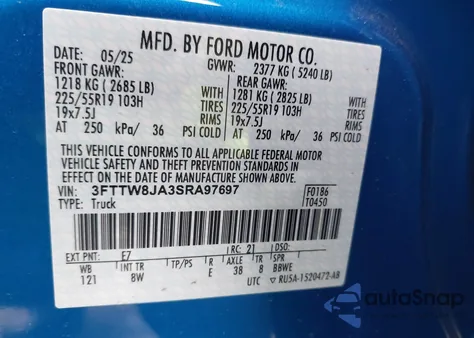 MFD. BY FORD MOTOR CO.
DATE: 05/25 GVWR: 2377 KG (5240 LB)
FRONT GAWR: REAR GAWR:
1218 KG (2685 LB) WITH 1281 KG (2825 LB) WITH
225/55R19 103H TIRES 225/55R19 103H TIRES
19x7.5J RIMS 19x7.5J RIMS
AT 250 kPa/ 36 PSI COLD AT 250 kPa/ 36 PSI COLD
THIS VEHICLE CONFORMS TO ALL APPLICABLE FEDERAL MOTOR
VEHICLE SAFETY, BUMPER, AND THEFT PREVENTION STANDARDS IN
EFFECT ON THE DATE OF MANUFACTURE SHOWN ABOVE.
VIN: 3FTTW8JA3SRA97697 F0186
TYPE: Truck T0450
EXT PNT: E7 RC: 21 DSO:
WB INT TR TP/PS R AXLE TR SPR
121 BW E 38 8 BBWE
UTC ▽ RU5A-1520472-AB
autoSnap